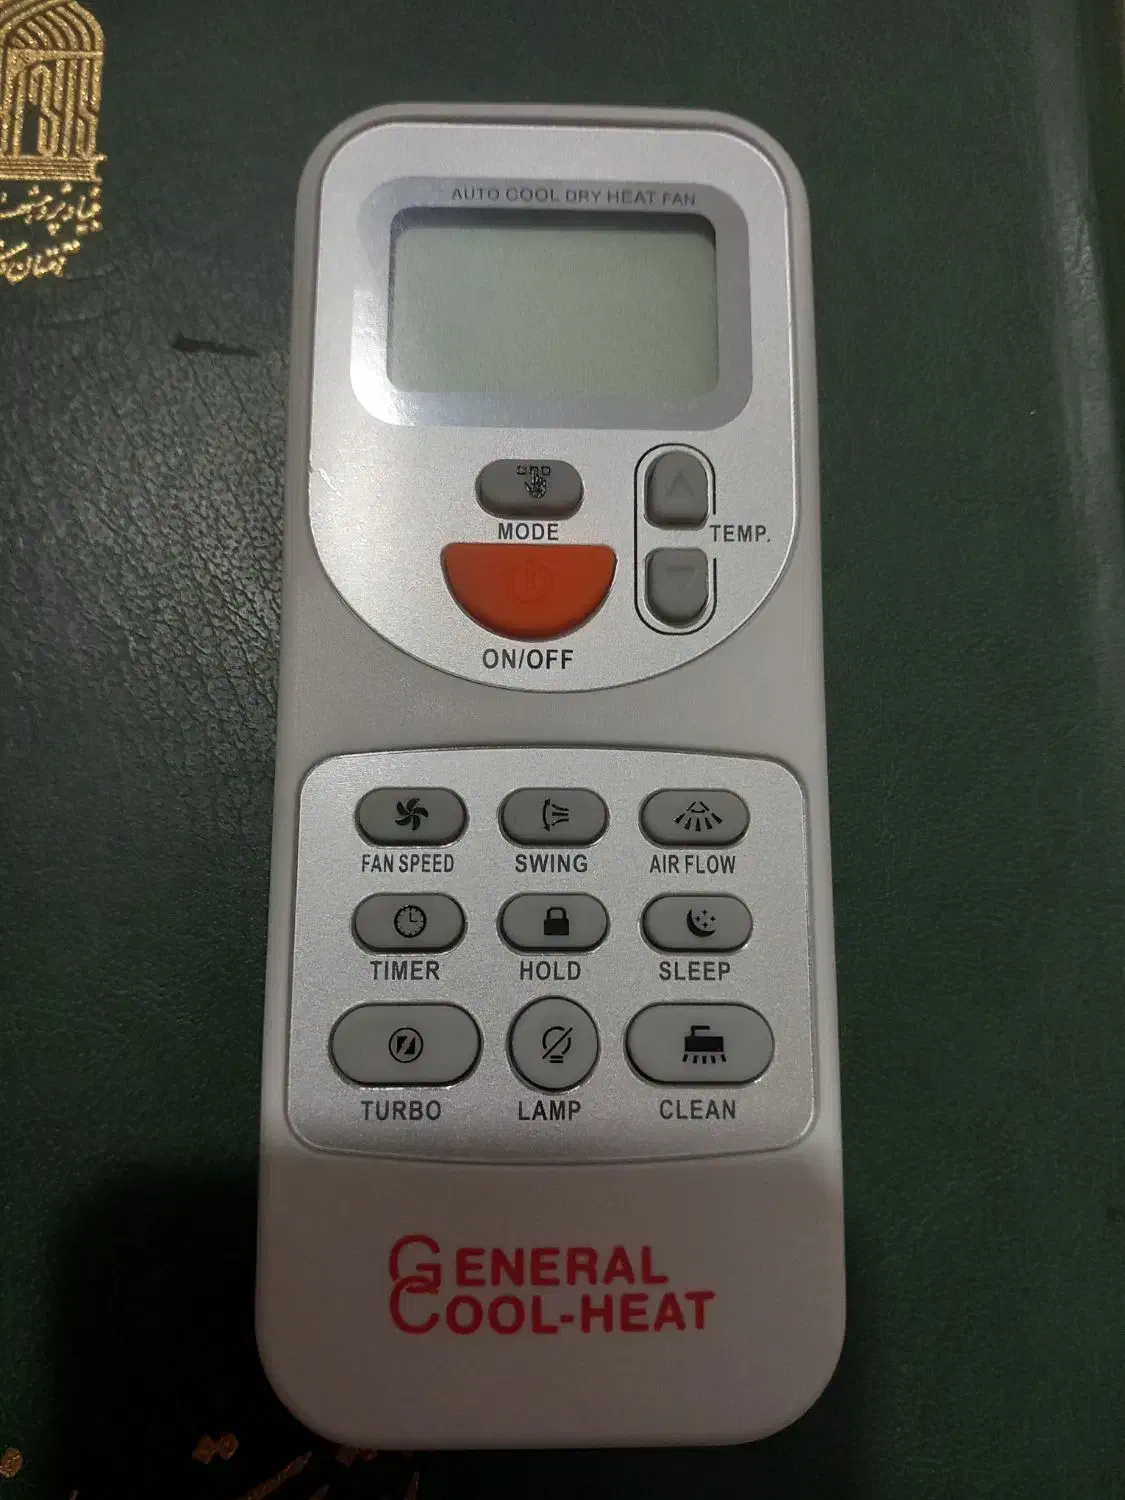 AUTO COOL DRY HEAT FAN
MODE
TEMP.
ON/OFF
FAN SPEED SWING AIR FLOW
TIMER HOLD SLEEP
TURBO LAMP CLEAN
GENERAL
COOL-HEAT